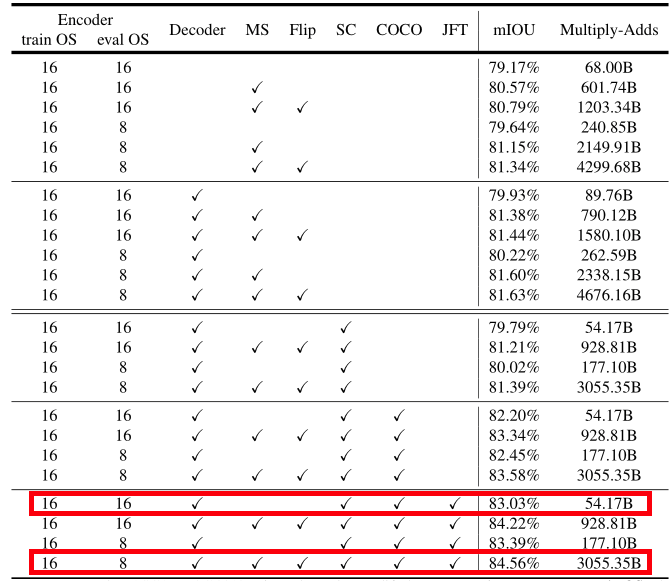 Encoder Decoder MS Flip SC COCO JFT mIOU Multiply-Adds
train OS eval OS
16 16 79.17% 68.00B
16 16 ✓ 80.57% 601.74B
16 16 ✓ ✓ 80.79% 1203.34B
16 8 79.64% 240.85B
16 8 ✓ 81.15% 2149.91B
16 8 ✓ ✓ 81.34% 4299.68B
16 16 ✓ 79.93% 89.76B
16 16 ✓ ✓ 81.38% 790.12B
16 16 ✓ ✓ ✓ 81.44% 1580.10B
16 8 ✓ 80.22% 262.59B
16 8 ✓ ✓ 81.60% 2338.15B
16 8 ✓ ✓ ✓ 81.63% 4676.16B
16 16 ✓ ✓ 79.79% 54.17B
16 16 ✓ ✓ ✓ ✓ 81.21% 928.81B
16 8 ✓ ✓ 80.02% 177.10B
16 8 ✓ ✓ ✓ ✓ 81.39% 3055.35B
16 16 ✓ ✓ ✓ 82.20% 54.17B
16 16 ✓ ✓ ✓ ✓ ✓ 83.34% 928.81B
16 8 ✓ ✓ ✓ 82.45% 177.10B
16 8 ✓ ✓ ✓ ✓ ✓ 83.58% 3055.35B
16 16 ✓ ✓ ✓ ✓ 83.03% 54.17B
16 16 ✓ ✓ ✓ ✓ ✓ ✓ 84.22% 928.81B
16 8 ✓ ✓ ✓ ✓ 83.39% 177.10B
16 8 ✓ ✓ ✓ ✓ ✓ ✓ 84.56% 3055.35B